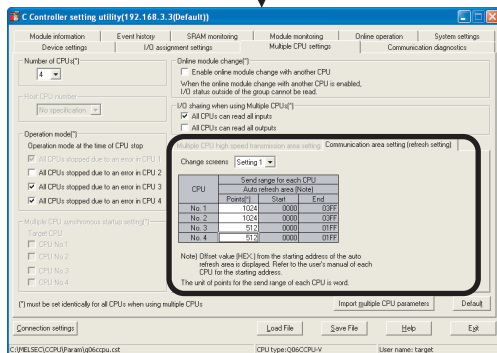 C Controller setting utility(192.168.3.3(Default))
Module information Event history SRAM monitoring Module monitoring Online operation System settings
Device settings I/O assignment settings Multiple CPU settings Communication diagnostics
Number of CPUs(*)
4
Host CPU number
No specification
Operation mode(*)
Operation mode at the time of CPU stop
All CPUs stopped due to an error in CPU 1
All CPUs stopped due to an error in CPU 2
All CPUs stopped due to an error in CPU 3
All CPUs stopped due to an error in CPU 4
Multiple CPU synchronous startup setting(*)
Target CPU
CPU No.1
CPU No.2
CPU No.3
CPU No.4
Online module change(*)
Enable online module change with another CPU
When the online module change with another CPU is enabled,
I/O status outside of the group cannot be read.
I/O sharing when using Multiple CPUs(*)
All CPUs can read all inputs
All CPUs can read all outputs
Multiple CPU high speed transmission area setting Communication area setting (refresh setting)
Change screens Setting 1
CPU Send range for each CPU
Auto refresh area (Note)
Points(*) Start End
No. 1 1024 0000 03FF
No. 2 1024 0000 03FF
No. 3 512 0000 01FF
No. 4 512 0000 01FF
Note) Offset value (HEX.) from the starting address of the auto
refresh area is displayed. Refer to the user's manual of each
CPU for the starting address.
The unit of points for the send range of each CPU is word.
(*) must be set identically for all CPUs when using multiple CPUs
Import multiple CPU parameters Default
Connection settings Load File Save File Help Exit
C:\MELSEC\CCPU\Param\q06ccpu.cst CPU type:Q06CCPU-V User name: target